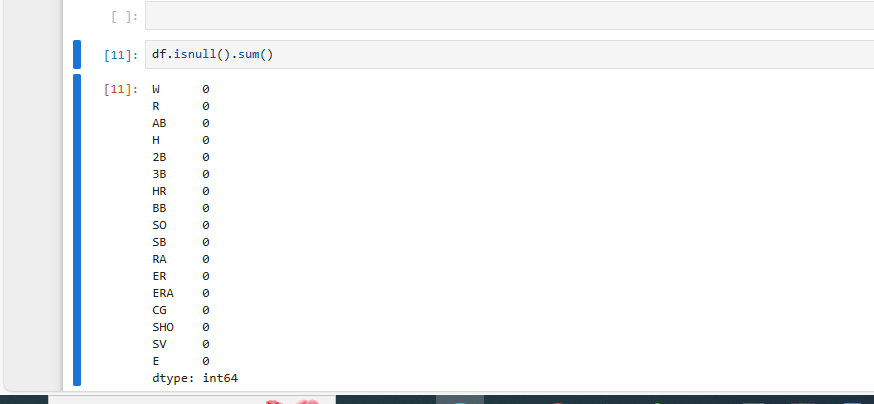 [ ]:
[11]: df.isnull().sum()
[11]: W 0
R 0
AB 0
H 0
2B 0
3B 0
HR 0
BB 0
SO 0
SB 0
RA 0
ER 0
ERA 0
CG 0
SHO 0
SV 0
E 0
dtype: int64